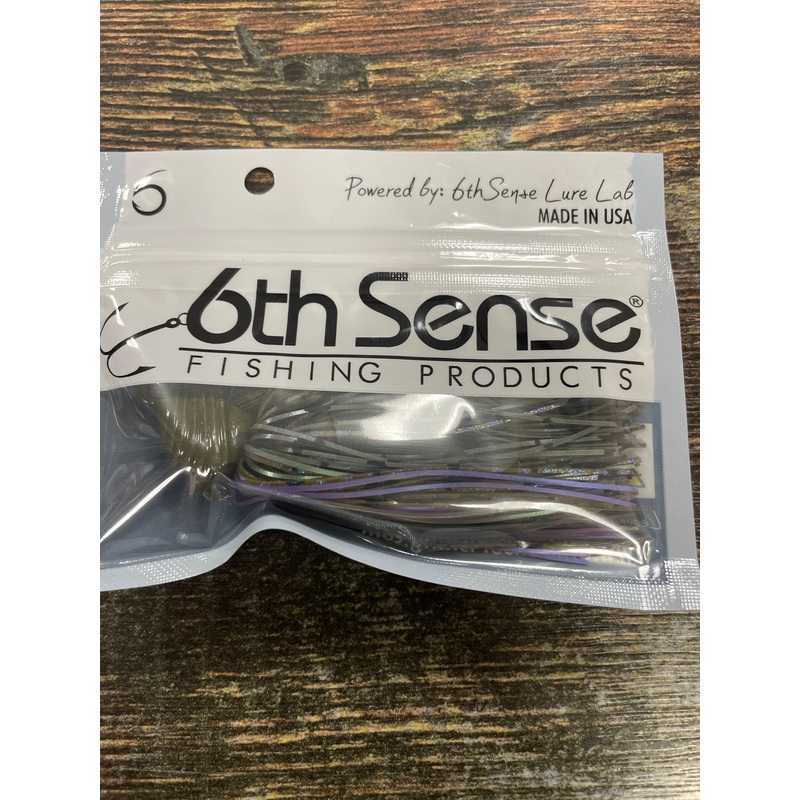 Powered by: 6thSense Lure Lab
MADE IN USA
6th Sense®
FISHING PRODUCTS